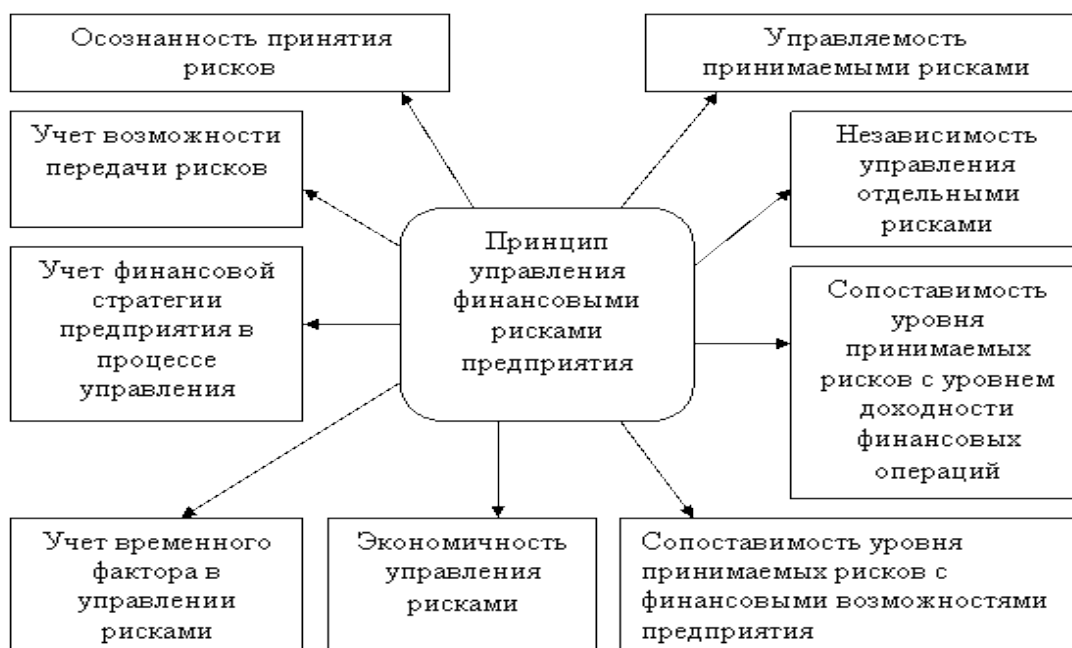 Осознанность принятия
рисков
Управляемость
принимаемыми рисками
Учет возможности
передачи рисков
Независимость
управления
отдельными
рисками
Принцип
управления
финансовыми
рисками
предприятия
Учет финансовой
стратегии
предприятия в
процессе
управления
Сопоставимость
уровня
принимаемых
рисков с уровнем
доходности
финансовых
операций
Учет временного
фактора в
управлении
рисками
Экономичность
управления
рисками
Сопоставимость уровня
принимаемых рисков с
финансовыми возможностями
предприятия